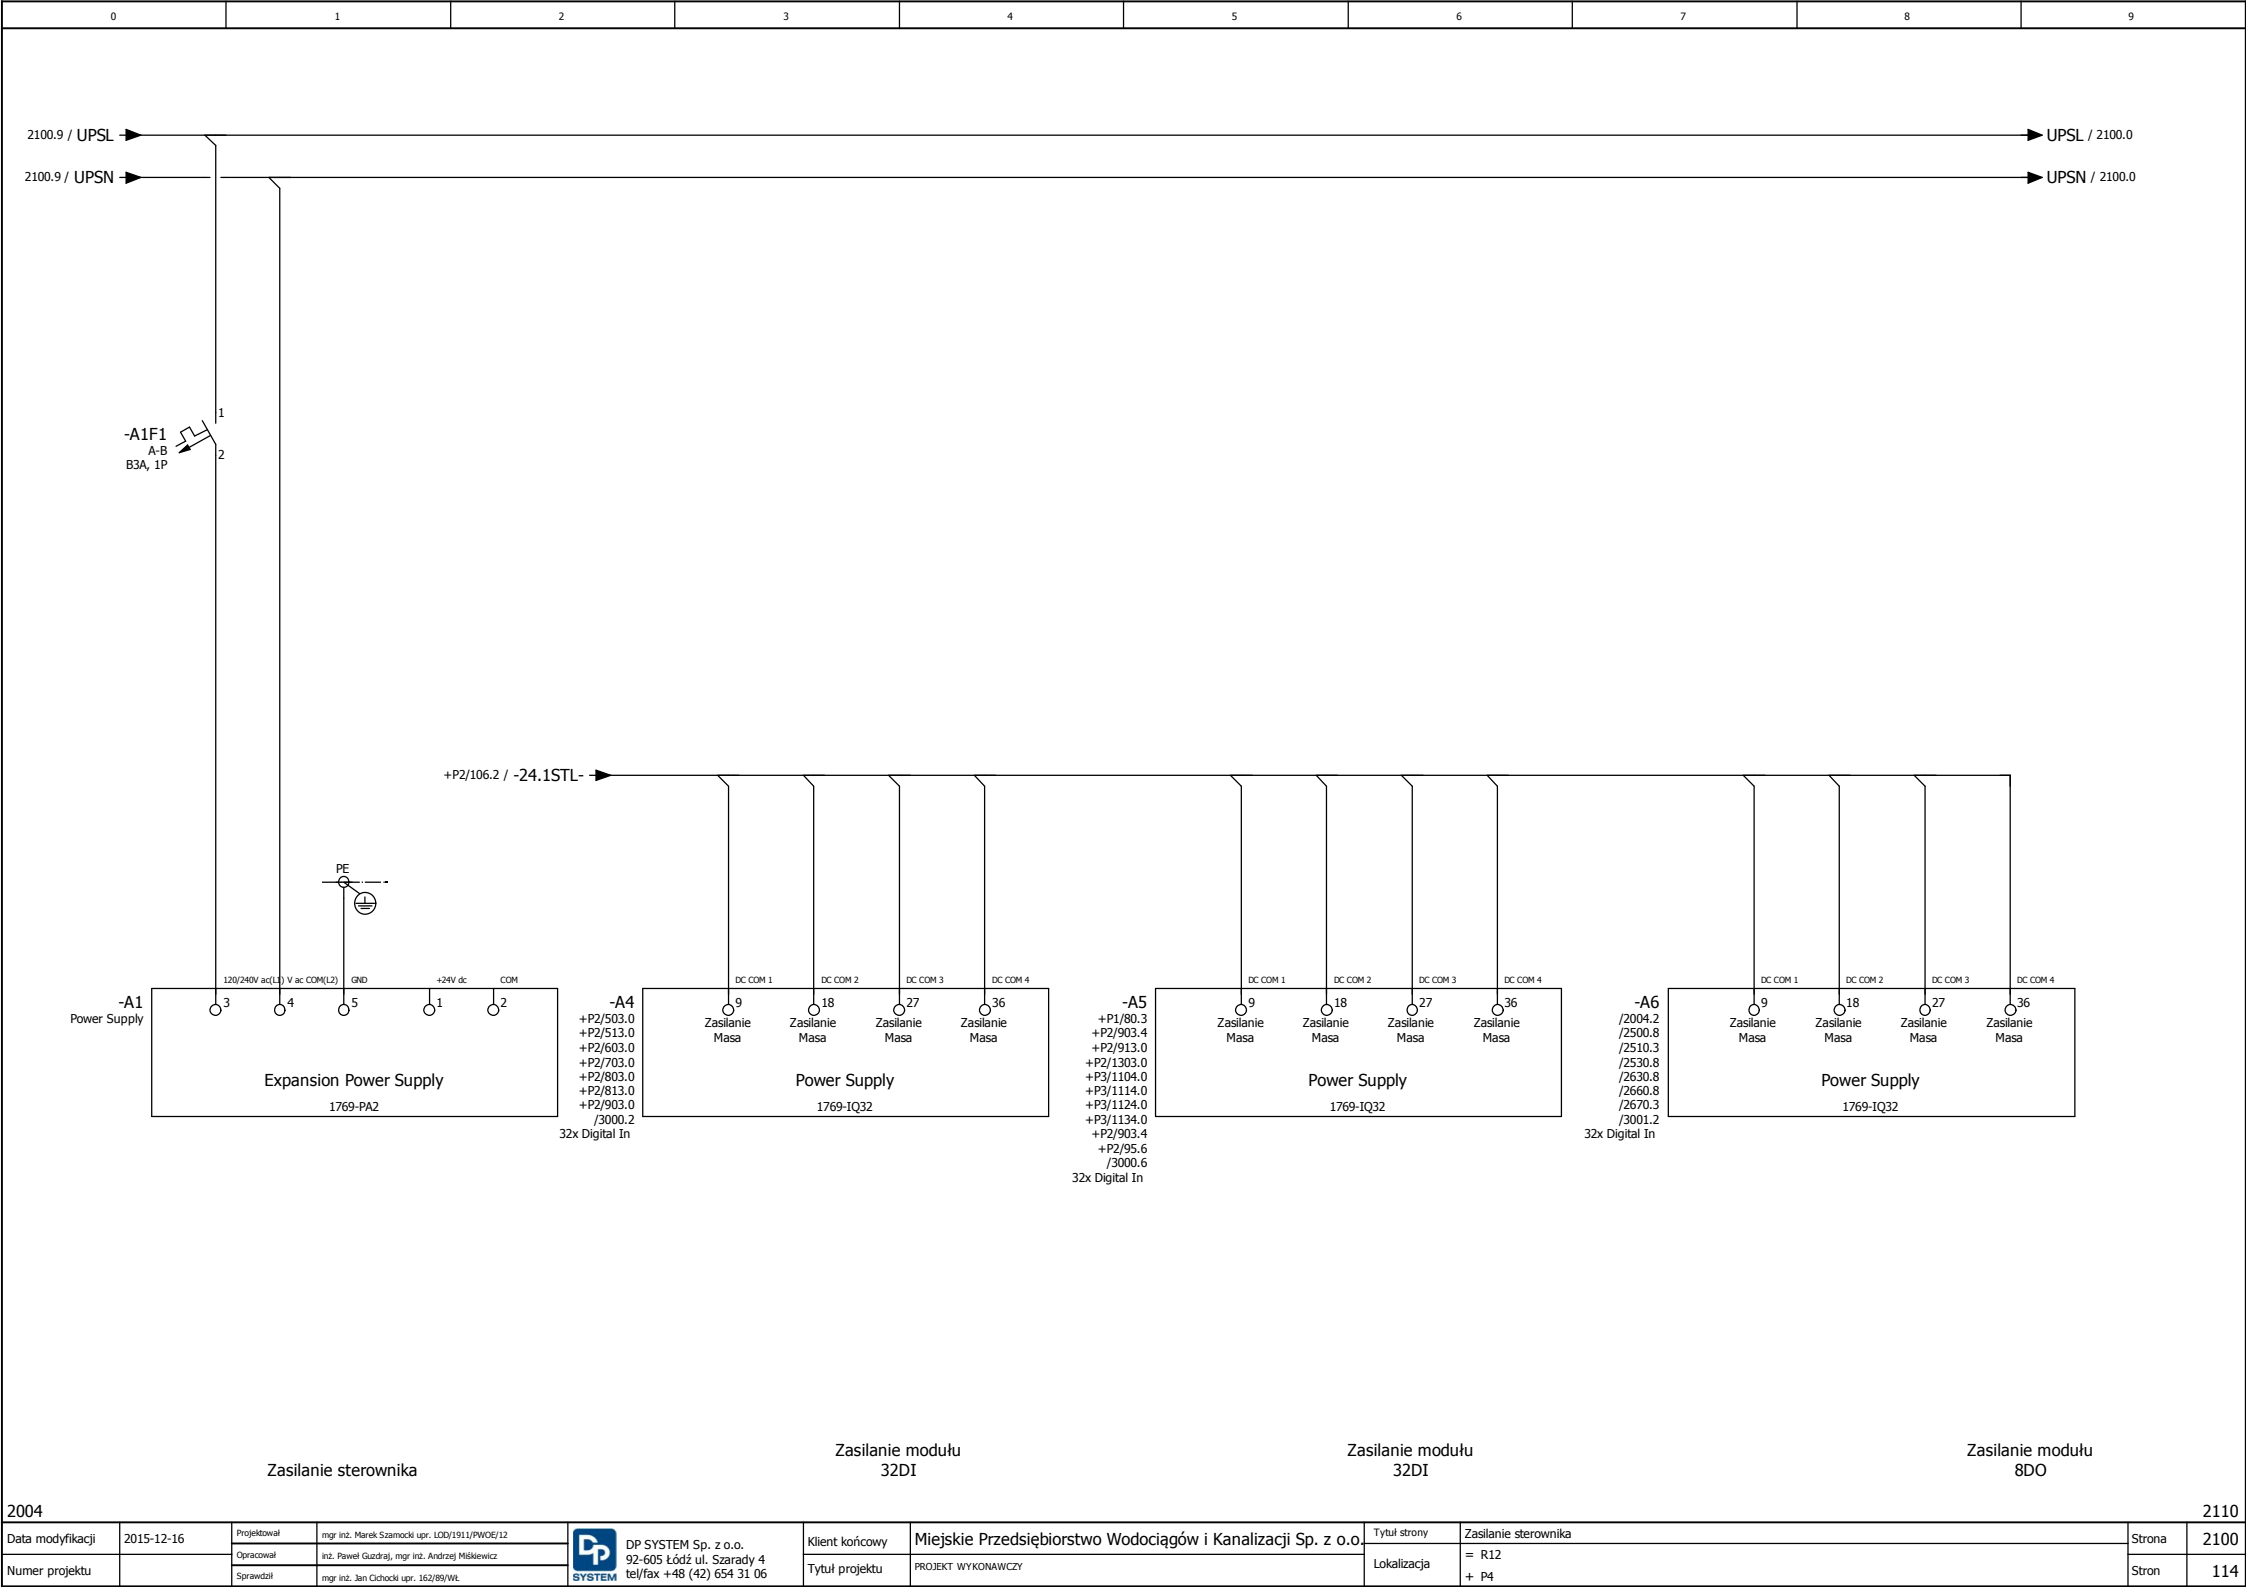 0 1 2 3 4 5 6 7 8 9
2100.9 / UPSL
UPSL / 2100.0
2100.9 / UPSN
UPSN / 2100.0
1
-A1F1
A-B
B3A, 1P
2
+P2/106.2 / -24.1STL-
PE
120/240V ac(L1) V ac COM(L2) GND +24V dc COM
-A1
Power Supply
3 4 5 1 2
Expansion Power Supply
1769-PA2
DC COM 1 DC COM 2 DC COM 3 DC COM 4
-A4
+P2/503.0
+P2/513.0
+P2/603.0
+P2/703.0
+P2/803.0
+P2/813.0
+P2/903.0
/3000.2
32x Digital In
9 18 27 36
Zasilanie Zasilanie Zasilanie Zasilanie
Masa Masa Masa Masa
Power Supply
1769-IQ32
DC COM 1 DC COM 2 DC COM 3 DC COM 4
-A5
+P1/80.3
+P2/903.4
+P2/913.0
+P2/1303.0
+P3/1104.0
+P3/1114.0
+P3/1124.0
+P3/1134.0
+P2/903.4
+P2/95.6
/3000.6
32x Digital In
9 18 27 36
Zasilanie Zasilanie Zasilanie Zasilanie
Masa Masa Masa Masa
Power Supply
1769-IQ32
DC COM 1 DC COM 2 DC COM 3 DC COM 4
-A6
/2004.2
/2500.8
/2510.3
/2530.8
/2630.8
/2660.8
/2670.3
/3001.2
32x Digital In
9 18 27 36
Zasilanie Zasilanie Zasilanie Zasilanie
Masa Masa Masa Masa
Power Supply
1769-IQ32
Zasilanie sterownika
Zasilanie modułu
32DI
Zasilanie modułu
32DI
Zasilanie modułu
8DO
2004
2110
Data modyfikacji 2015-12-16
Numer projektu
Projektował mgr inż. Marek Szamocki upr. LOD/1911/PWOE/12
Opracował inż. Paweł Guzdraj, mgr inż. Andrzej Miśkiewicz
Sprawdził mgr inż. Jan Cichocki upr. 162/89/WŁ
DP
SYSTEM
DP SYSTEM Sp. z o.o.
92-605 Łódź ul. Szarady 4
tel/fax +48 (42) 654 31 06
Klient końcowy Miejskie Przedsiębiorstwo Wodociągów i Kanalizacji Sp. z o.o.
Tytuł projektu PROJEKT WYKONAWCZY
Tytuł strony Zasilanie sterownika
Lokalizacja = R12
+ P4
Strona 2100
Stron 114